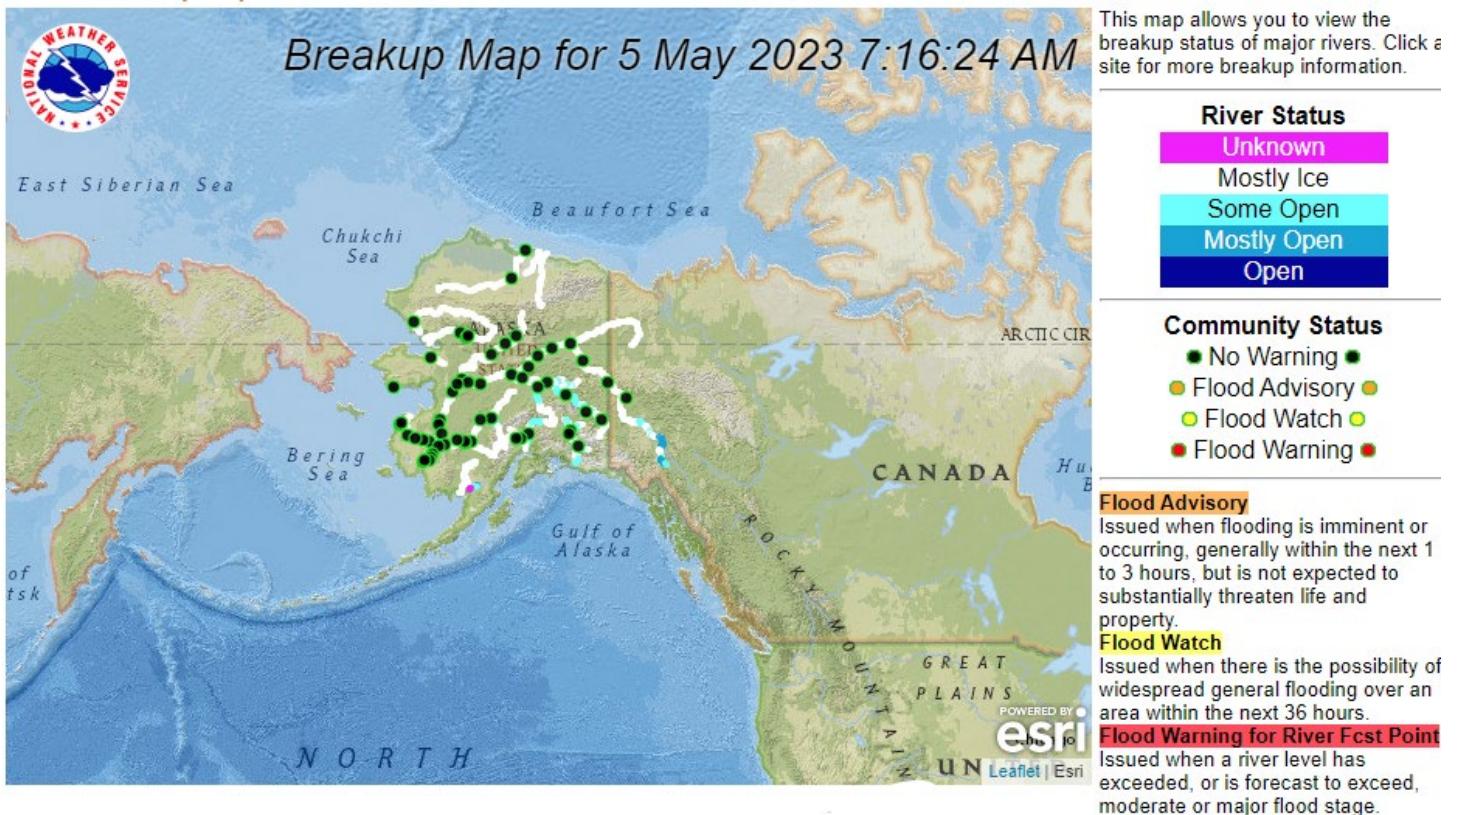 Breakup Map for 5 May 2023 7:16:24 AM
NATIONAL WEATHER SERVICE
East Siberian Sea
Chukchi
Sea
Beaufort Sea
ALASKA
ARCTIC CIR
Bering
Sea
CANADA
Hu
B
Gulf of
Alaska
of
tsk
ROCKY MOUNTAIN
GREAT
PLAINS
NORTH
UN
POWERED BY
esri
Leaflet | Esri
This map allows you to view the
breakup status of major rivers. Click a
site for more breakup information.
River Status
Unknown
Mostly Ice
Some Open
Mostly Open
Open
Community Status
No Warning
Flood Advisory
Flood Watch
Flood Warning
Flood Advisory
Issued when flooding is imminent or
occurring, generally within the next 1
to 3 hours, but is not expected to
substantially threaten life and
property.
Flood Watch
Issued when there is the possibility of
widespread general flooding over an
area within the next 36 hours.
Flood Warning for River Fcst Point
Issued when a river level has
exceeded, or is forecast to exceed,
moderate or major flood stage.